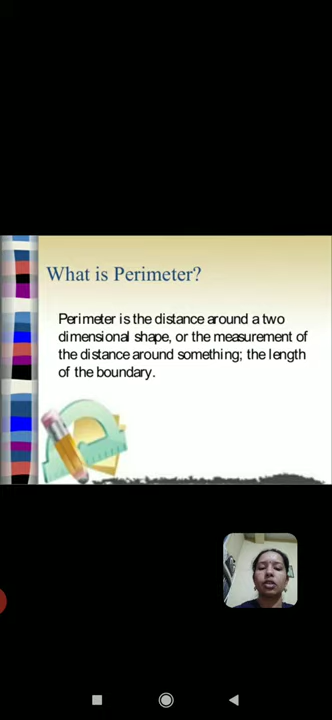 What is Perimeter?
Perimeter is the distance around a two
dimensional shape, or the measurement of
the distance around something; the length
of the boundary.